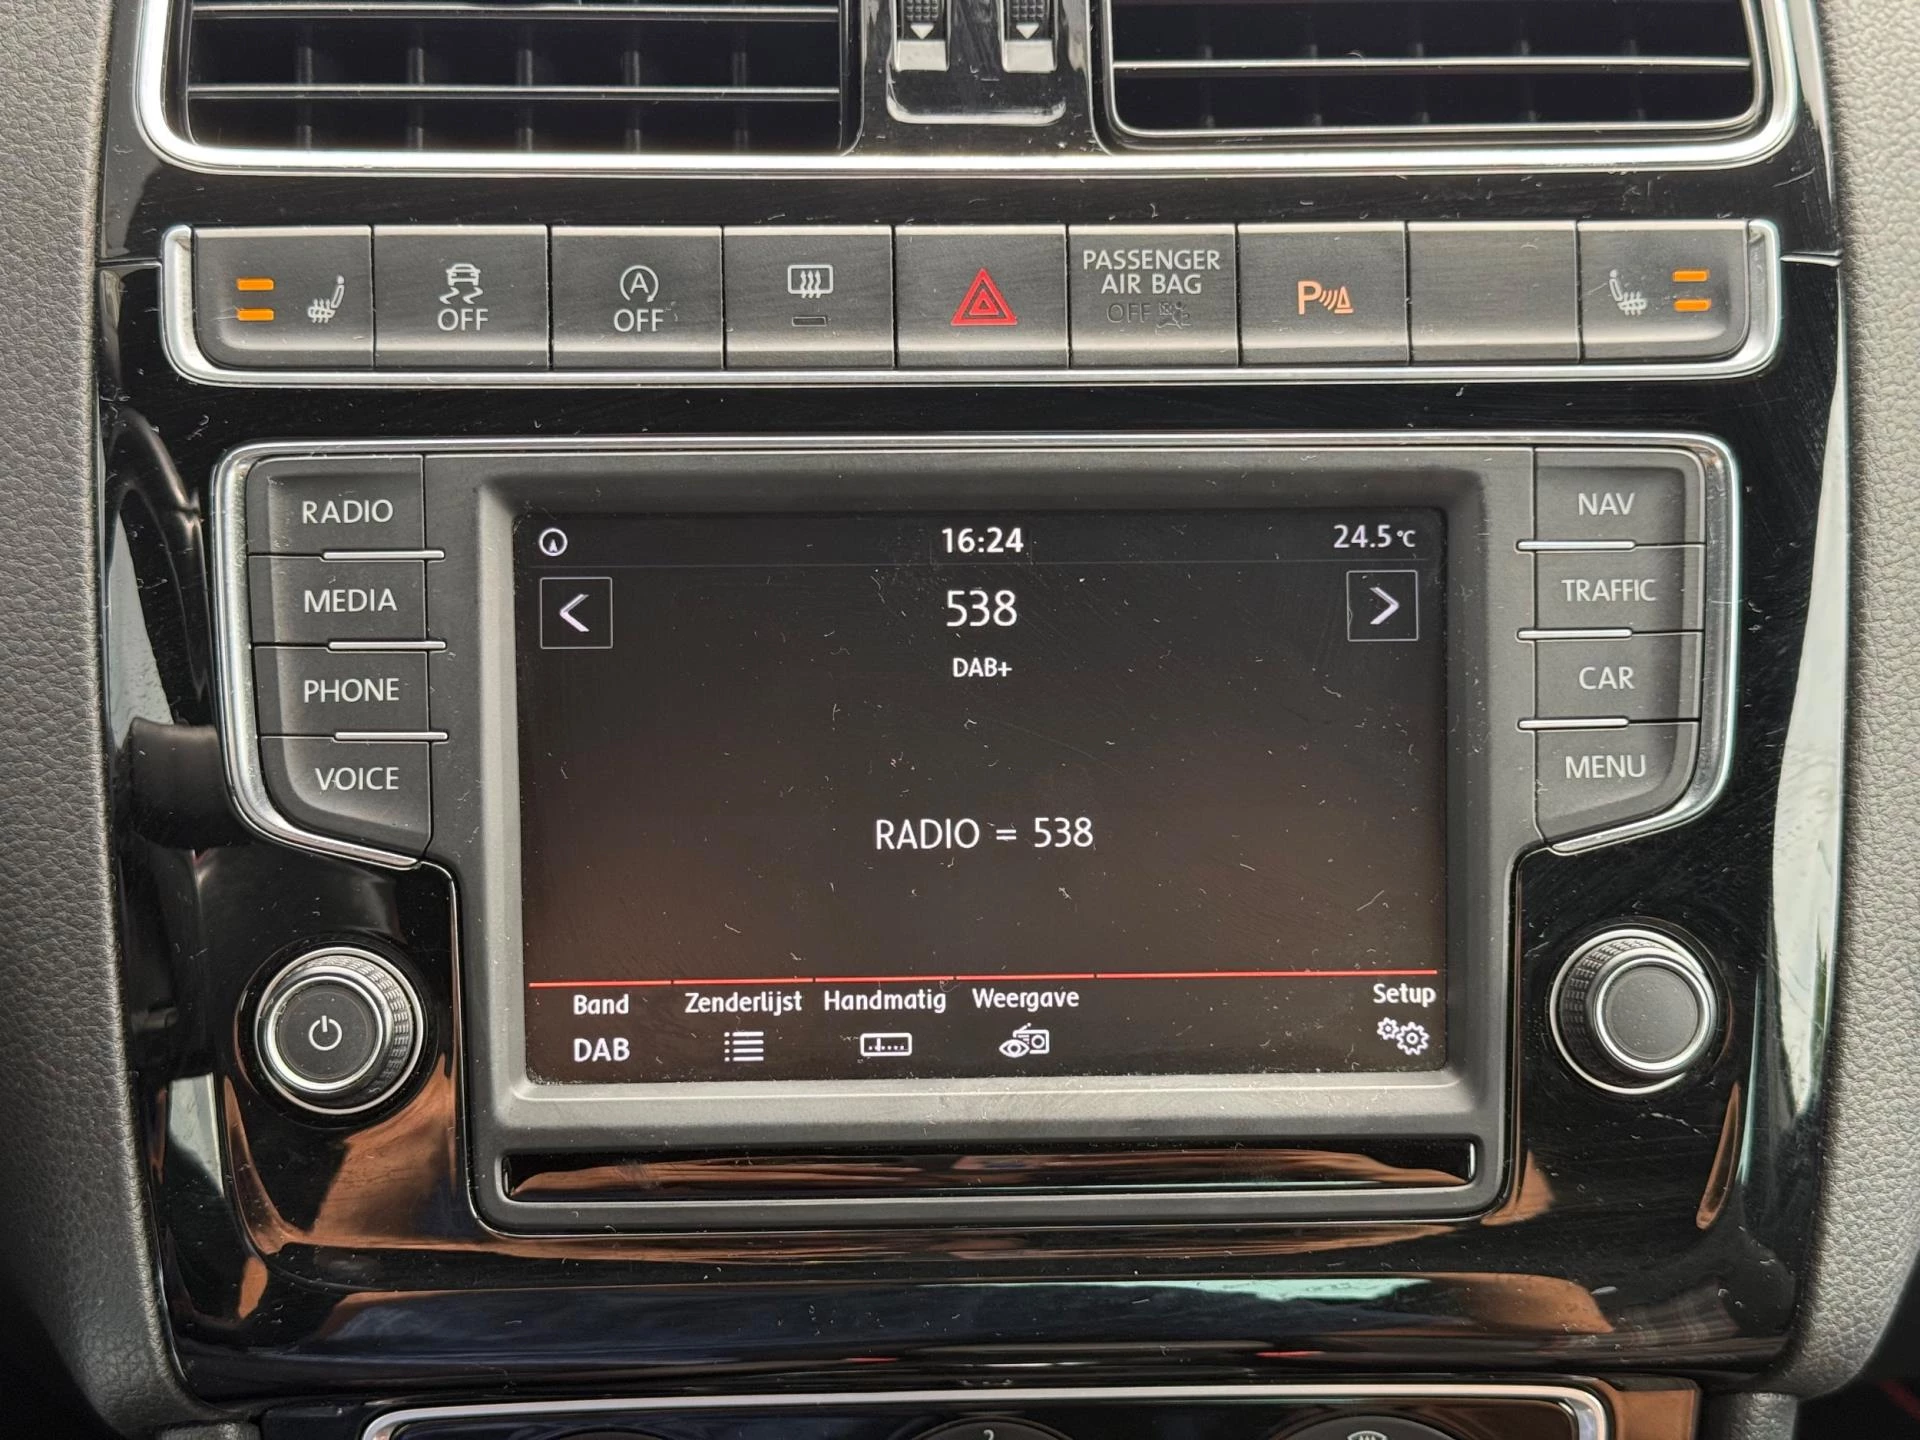 OFF
A
OFF
PASSENGER
AIR BAG
OFF
P
RADIO
MEDIA
PHONE
VOICE
16:24
24.5°C
538
DAB+
RADIO = 538
Band
Zenderlijst
Handmatig
Weergave
Setup
DAB
NAV
TRAFFIC
CAR
MENU
2